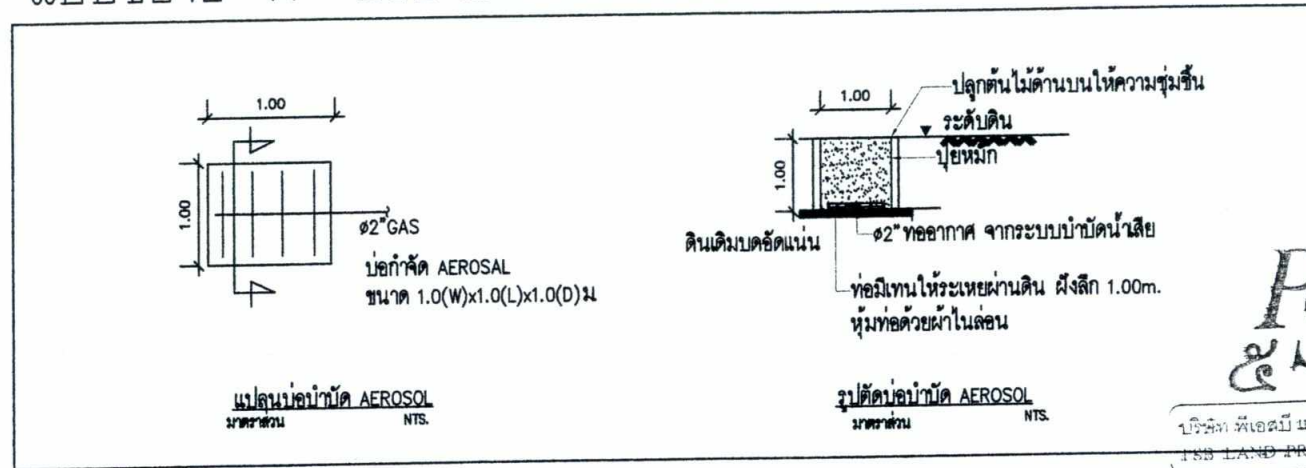 1.00
1.00
ø2"GAS
บ่อกำจัด AEROSAL
ขนาด 1.0(W)x1.0(L)x1.0(D)ม
แปลนบ่อบำบัด AEROSOL
มาตราส่วน NTS.
1.00
ปลูกต้นไม้ด้านบนให้ความชุ่มชื้น
ระดับดิน
ปุ๋ยหมัก
1.00
ดินเดิมบดอัดแน่น
ø2"ท่ออากาศ จากระบบบำบัดน้ำเสีย
ท่อมีเทนให้ระเหยผ่านดิน ฝังลึก 1.00m.
หุ้มท่อด้วยผ้าไนล่อน
รูปตัดบ่อบำบัด AEROSOL
มาตราส่วน NTS.
บริษัท พีเอสบี
PSB LAND